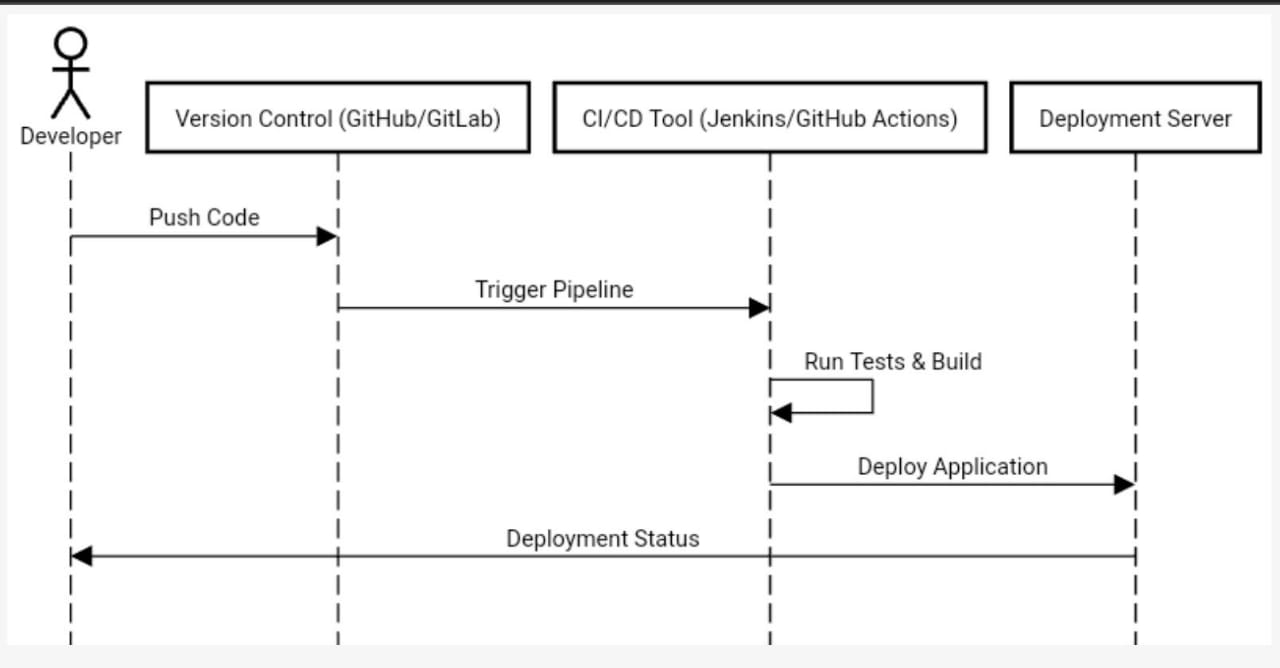 Developer
Version Control (GitHub/GitLab)
CI/CD Tool (Jenkins/GitHub Actions)
Deployment Server
Push Code
Trigger Pipeline
Run Tests & Build
Deploy Application
Deployment Status